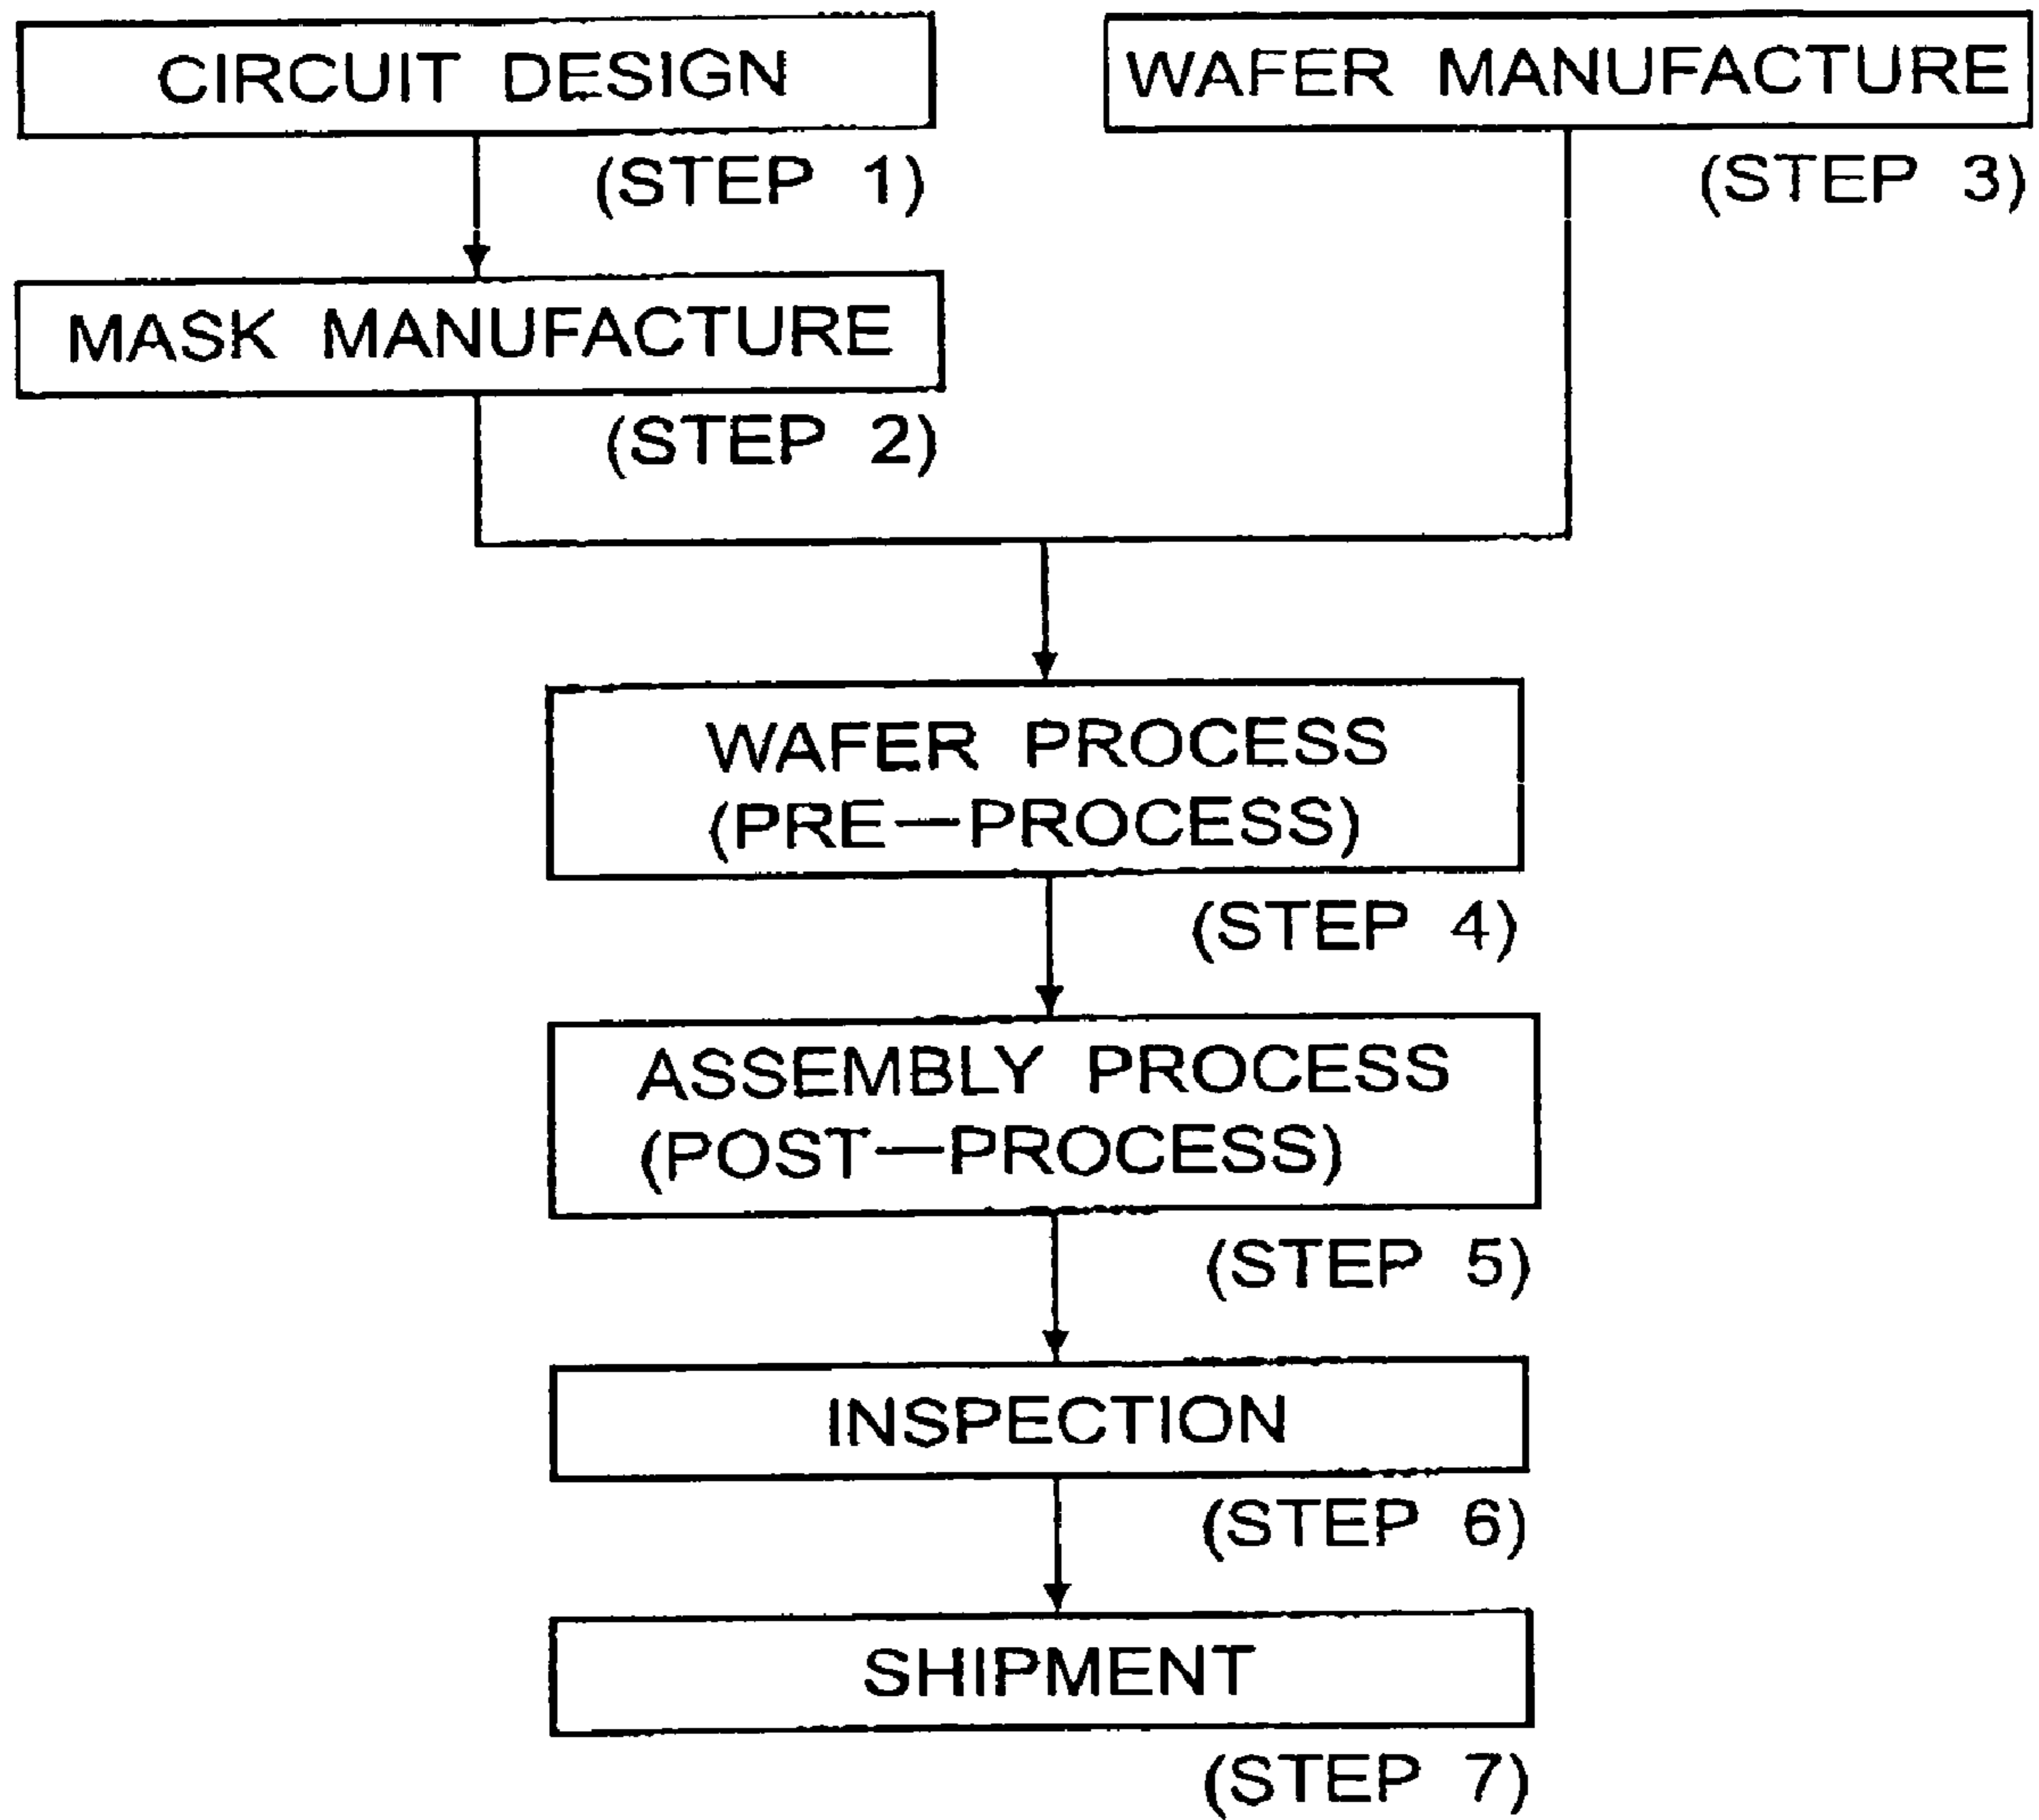 CIRCUIT DESIGN
(STEP 1)
WAFER MANUFACTURE
(STEP 3)
MASK MANUFACTURE
(STEP 2)
WAFER PROCESS
(PRE—PROCESS)
(STEP 4)
ASSEMBLY PROCESS
(POST—PROCESS)
(STEP 5)
INSPECTION
(STEP 6)
SHIPMENT
(STEP 7)